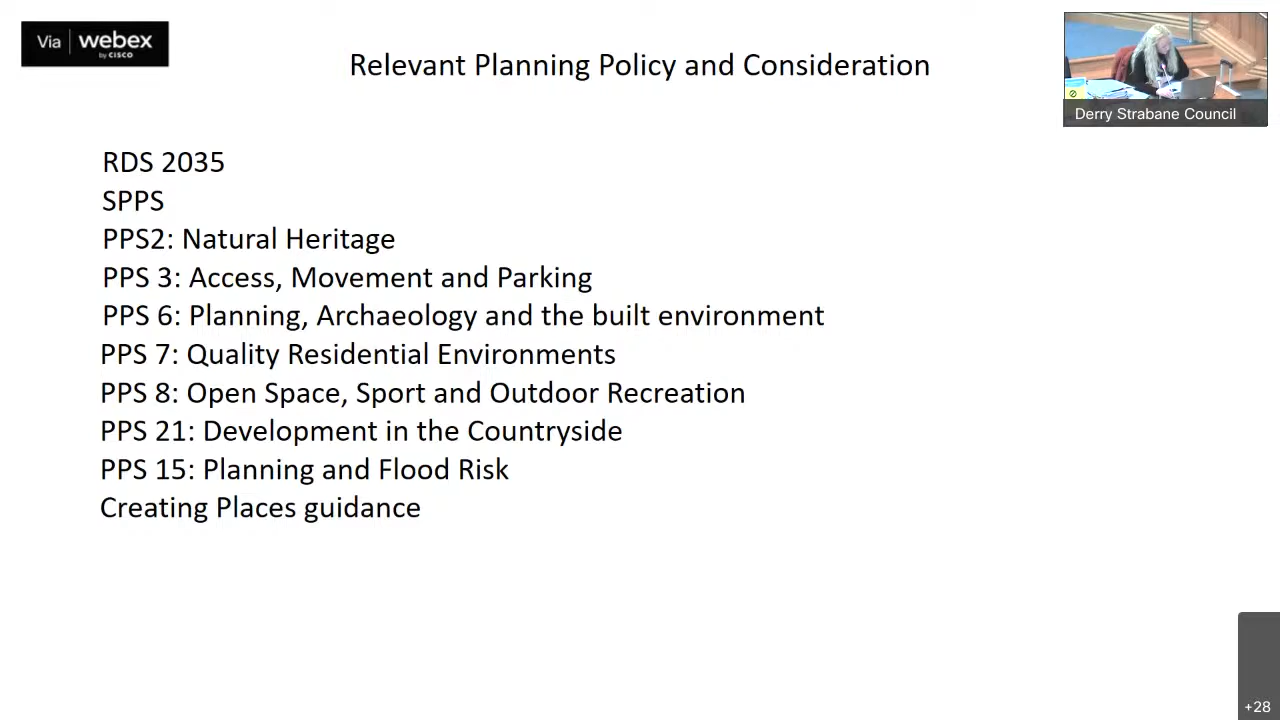 Via webex
by CISCO
Relevant Planning Policy and Consideration
Derry Strabane Council
RDS 2035
SPPS
PPS2: Natural Heritage
PPS 3: Access, Movement and Parking
PPS 6: Planning, Archaeology and the built environment
PPS 7: Quality Residential Environments
PPS 8: Open Space, Sport and Outdoor Recreation
PPS 21: Development in the Countryside
PPS 15: Planning and Flood Risk
Creating Places guidance
+28